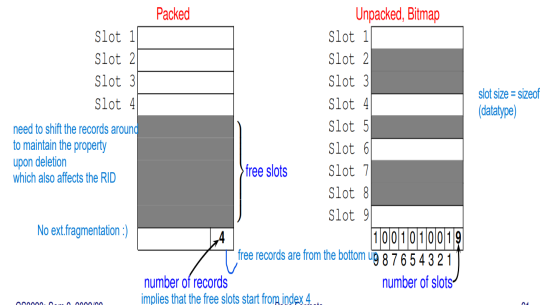 Packed
Slot 1
Slot 2
Slot 3
Slot 4
need to shift the records around
to maintain the property
upon deletion
which also affects the RID
free slots
No ext.fragmentation :)
4
free records are from the bottom up
number of records
implies that the free slots start from index 4
Unpacked, Bitmap
Slot 1
Slot 2
Slot 3
Slot 4
Slot 5
Slot 6
Slot 7
Slot 8
Slot 9
slot size = sizeof
(datatype)
1 0 0 1 0 1 0 0 1 9
9 8 7 6 5 4 3 2 1
number of slots